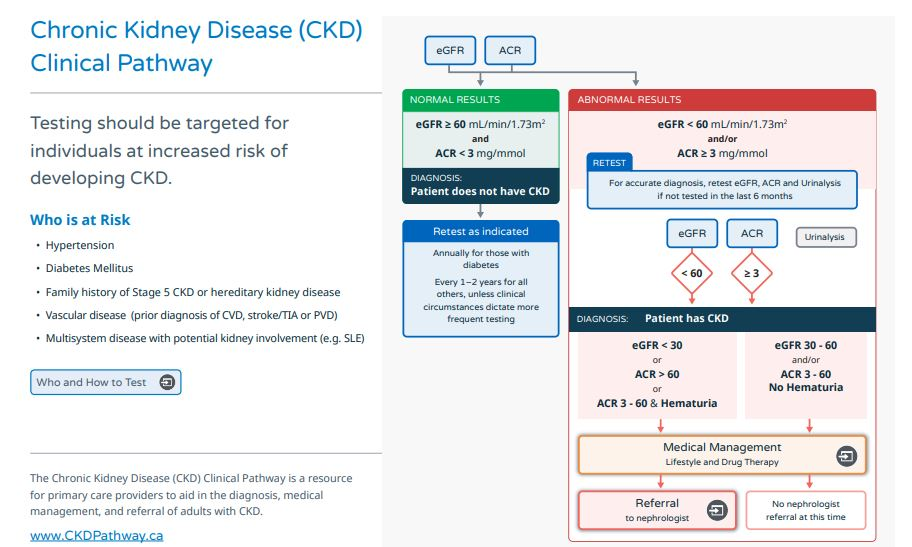 Chronic Kidney Disease (CKD)
Clinical Pathway
Testing should be targeted for
individuals at increased risk of
developing CKD.
Who is at Risk
• Hypertension
• Diabetes Mellitus
• Family history of Stage 5 CKD or hereditary kidney disease
• Vascular disease (prior diagnosis of CVD, stroke/TIA or PVD)
• Multisystem disease with potential kidney involvement (e.g. SLE)
Who and How to Test
The Chronic Kidney Disease (CKD) Clinical Pathway is a resource
for primary care providers to aid in the diagnosis, medical
management, and referral of adults with CKD.
www.CKDPathway.ca
eGFR
ACR
NORMAL RESULTS
eGFR ≥ 60 mL/min/1.73m²
and
ACR < 3 mg/mmol
DIAGNOSIS:
Patient does not have CKD
Retest as indicated
Annually for those with
diabetes
Every 1–2 years for all
others, unless clinical
circumstances dictate more
frequent testing
ABNORMAL RESULTS
eGFR < 60 mL/min/1.73m²
and/or
ACR ≥ 3 mg/mmol
RETEST
For accurate diagnosis, retest eGFR, ACR and Urinalysis
if not tested in the last 6 months
eGFR
ACR
Urinalysis
< 60
≥ 3
DIAGNOSIS: Patient has CKD
eGFR < 30
or
ACR > 60
or
ACR 3 - 60 & Hematuria
eGFR 30 - 60
and/or
ACR 3 - 60
No Hematuria
Medical Management
Lifestyle and Drug Therapy
Referral
to nephrologist
No nephrologist
referral at this time